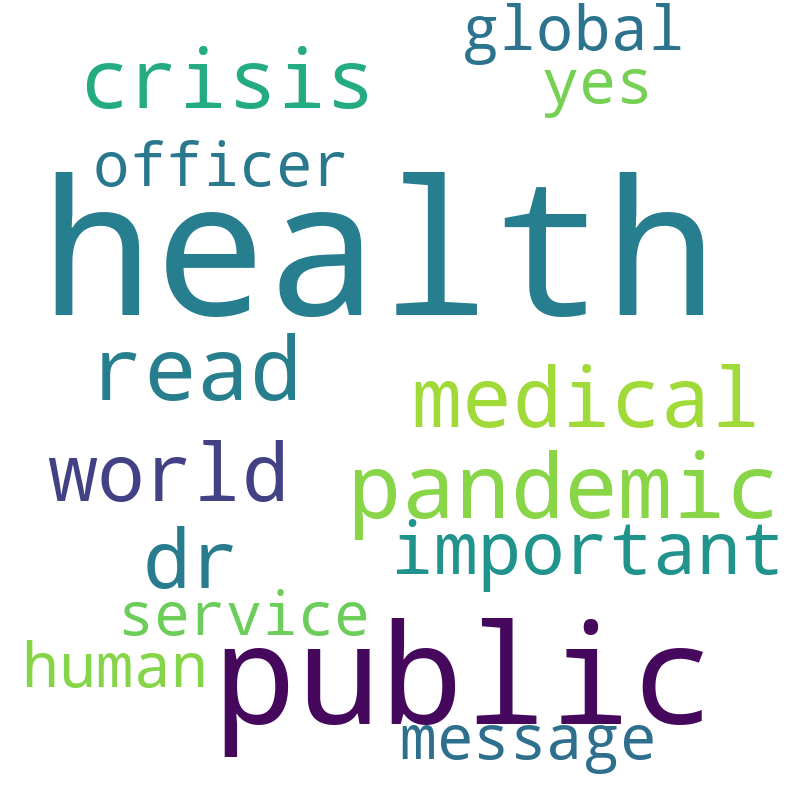 global
crisis
yes
officer
health
read
medical
world
pandemic
important
dr
service
human
public
message